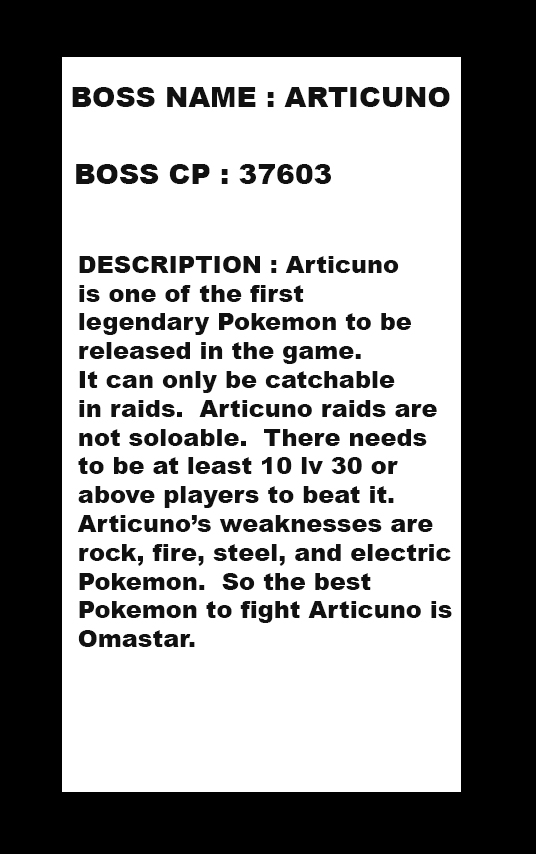 BOSS NAME : ARTICUNO
BOSS CP : 37603
DESCRIPTION : Articuno
is one of the first
legendary Pokemon to be
released in the game.
It can only be catchable
in raids.  Articuno raids are
not soloable.  There needs
to be at least 10 lv 30 or
above players to beat it.
Articuno’s weaknesses are
rock, fire, steel, and electric
Pokemon.  So the best
Pokemon to fight Articuno is
Omastar.